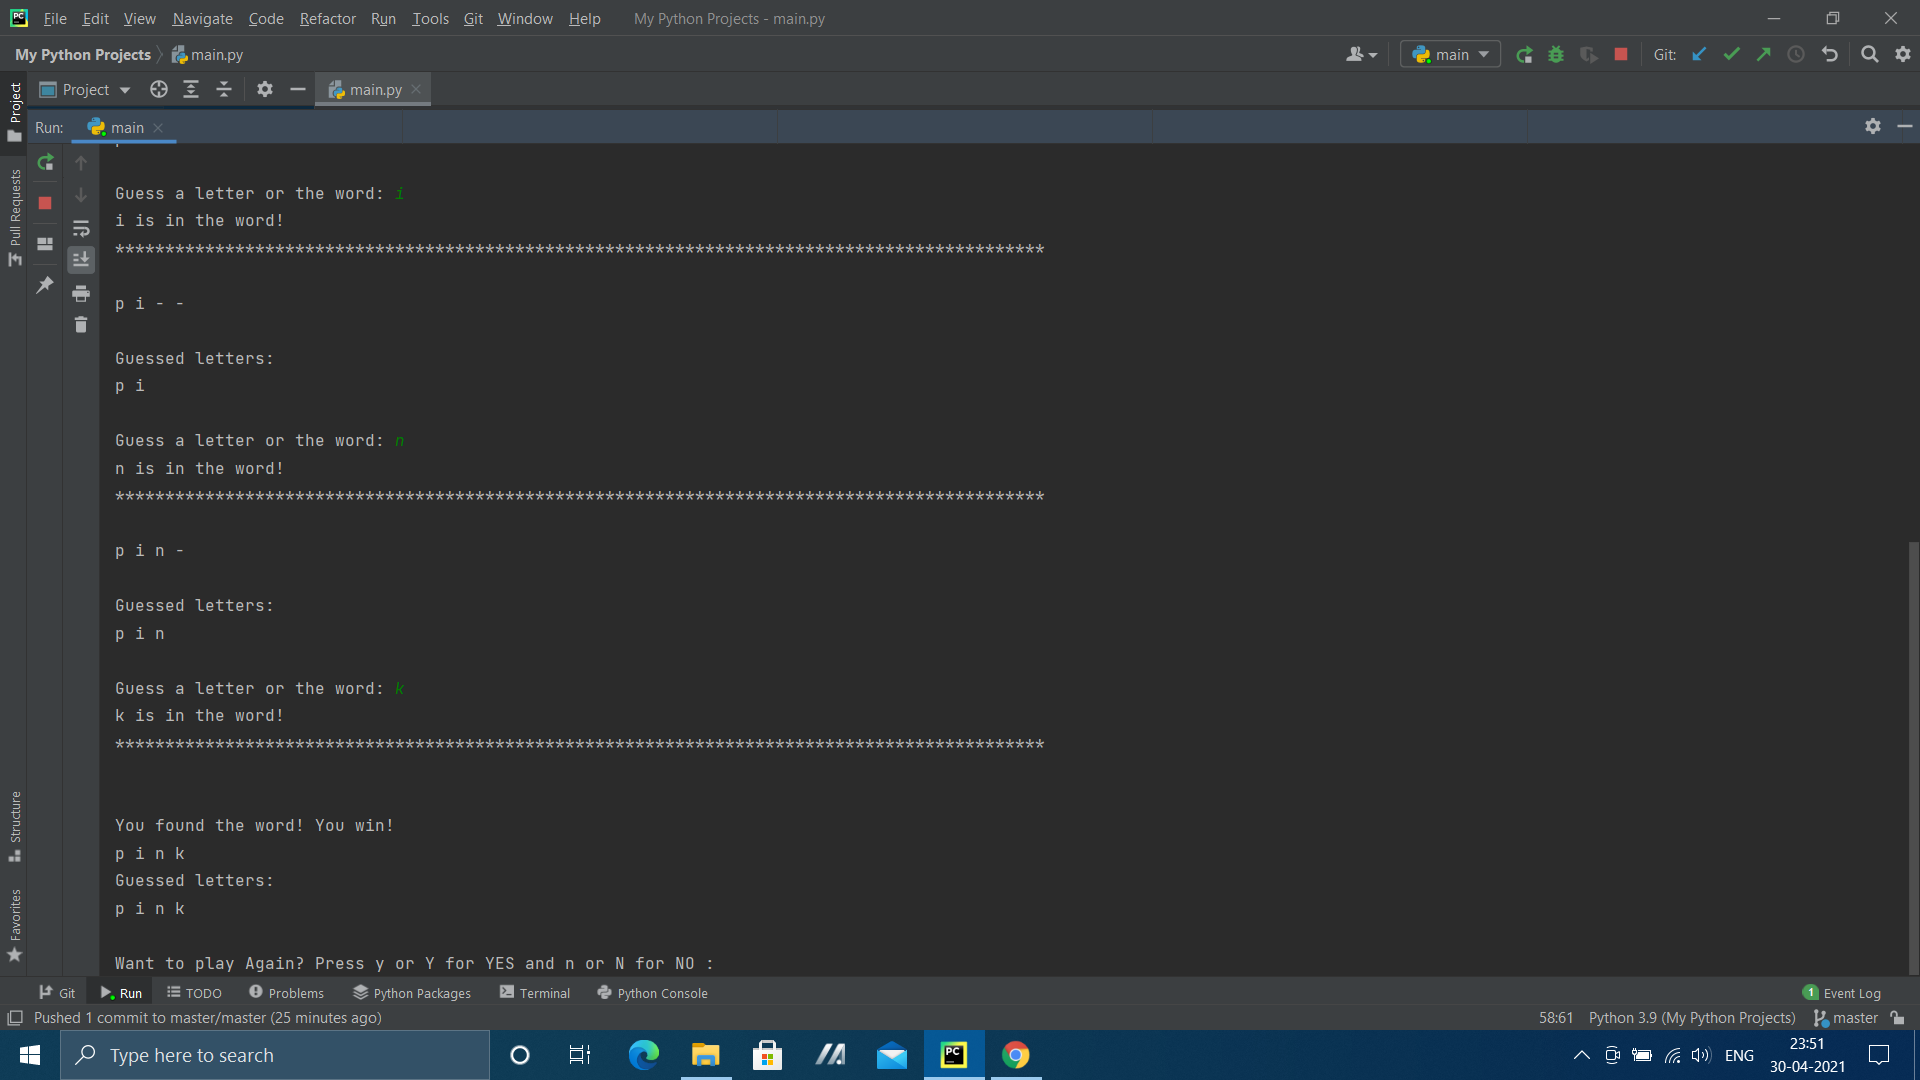 File Edit View Navigate Code Refactor Run Tools Git Window Help My Python Projects - main.py
My Python Projects main.py main Git:
Project main.py
Run: main
Project
Pull Requests
Structure
Favorites
Guess a letter or the word: i
i is in the word!
*********************************************************************************************
p i - -
Guessed letters:
p i
Guess a letter or the word: n
n is in the word!
*********************************************************************************************
p i n -
Guessed letters:
p i n
Guess a letter or the word: k
k is in the word!
*********************************************************************************************
You found the word! You win!
p i n k
Guessed letters:
p i n k
Want to play Again? Press y or Y for YES and n or N for NO :
Git Run TODO Problems Python Packages Terminal Python Console 1 Event Log
Pushed 1 commit to master/master (25 minutes ago) 58:61 Python 3.9 (My Python Projects) master
Type here to search PC ENG 23:51
30-04-2021